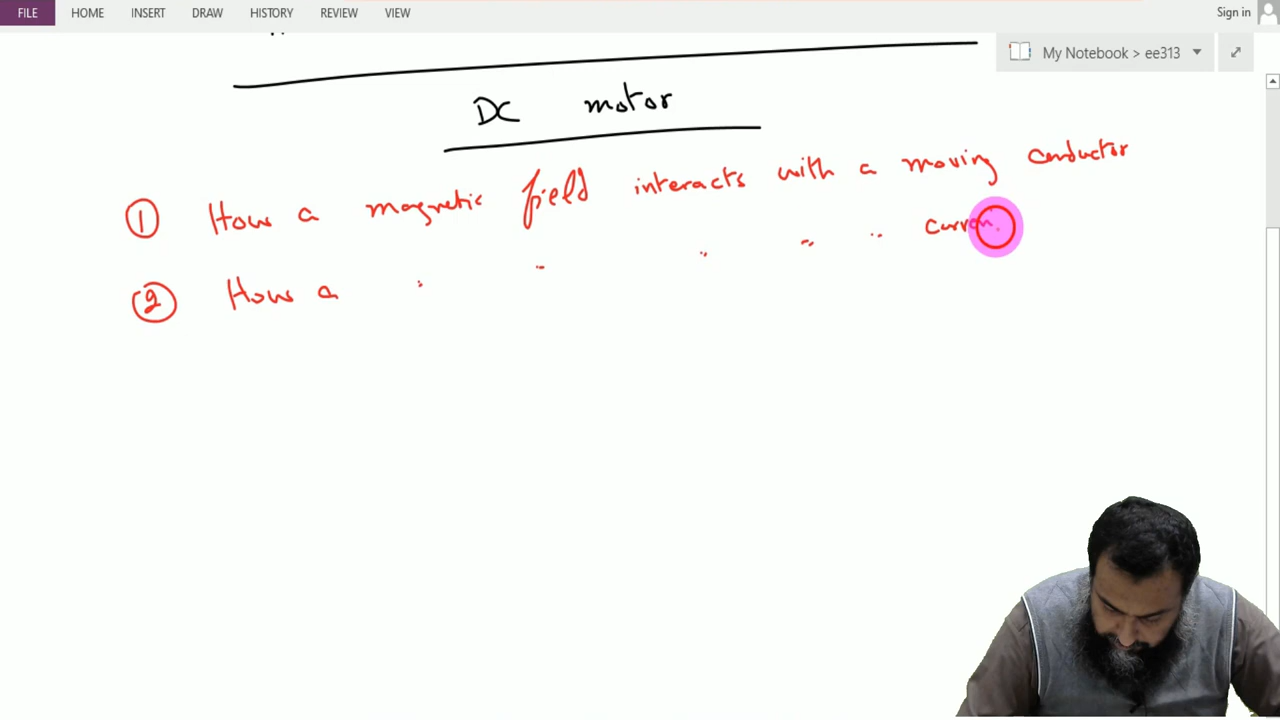 FILE HOME INSERT DRAW HISTORY REVIEW VIEW Sign in
My Notebook > ee313
DC motor
① How a magnetic field interacts with a moving conductor
② How a " " " " "